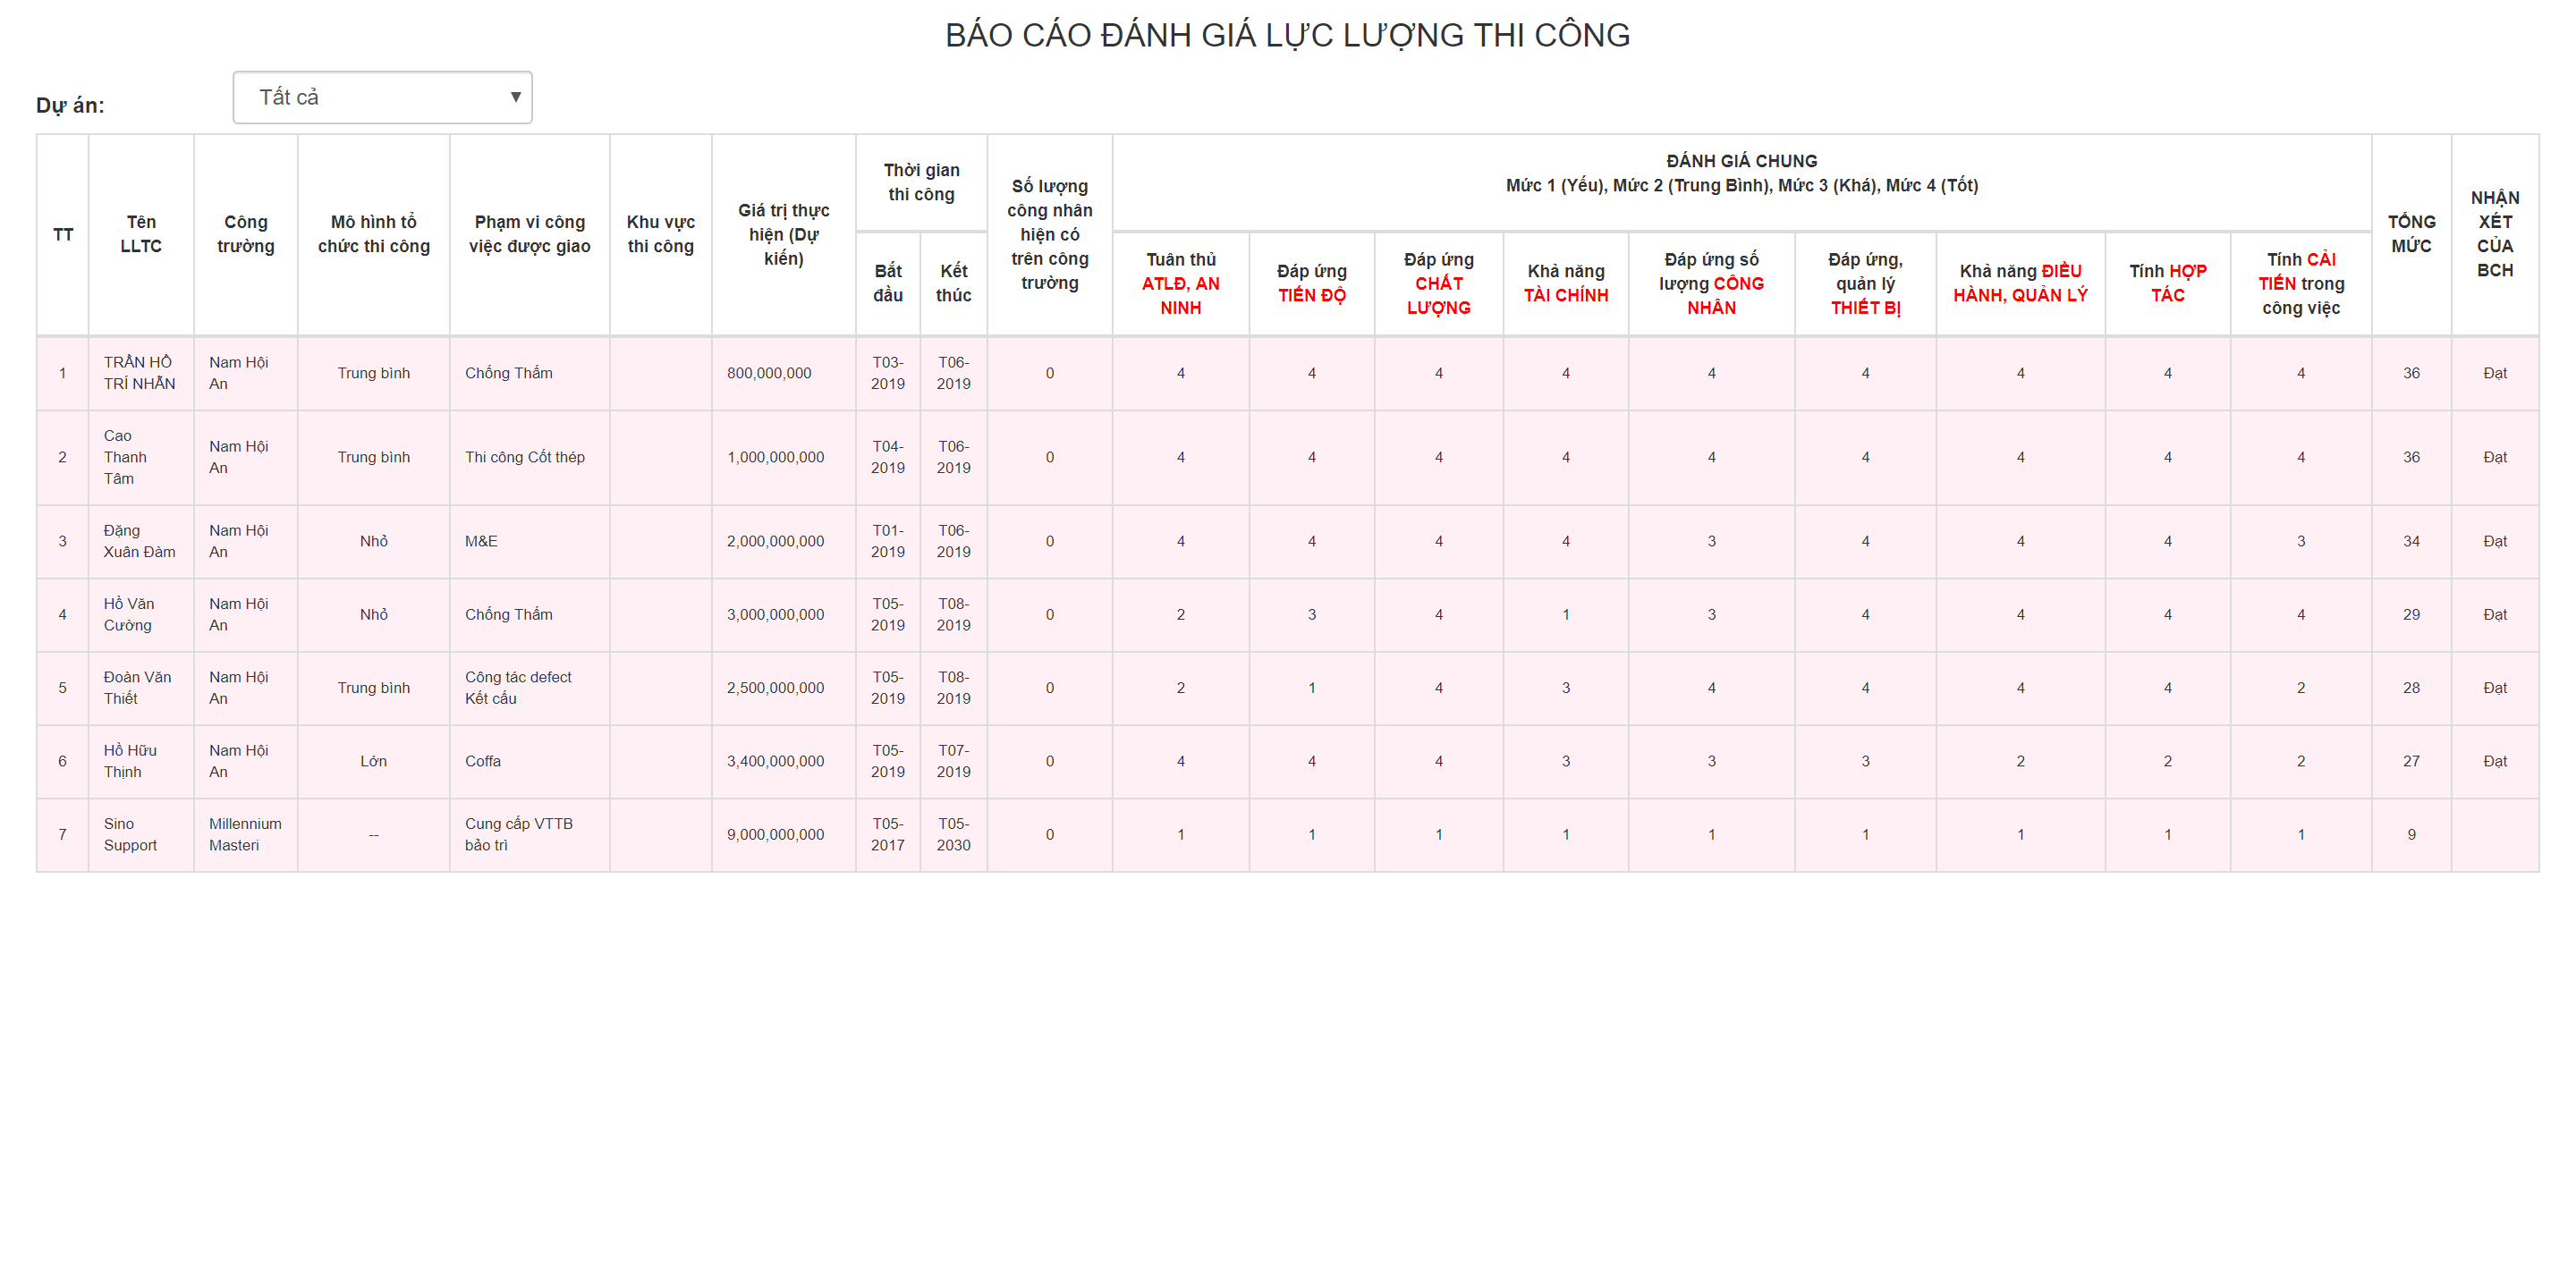 BÁO CÁO ĐÁNH GIÁ LỰC LƯỢNG THI CÔNG
Dự án:
Tất cả
TT
Tên
LLTC
Công
trường
Mô hình tổ
chức thi công
Phạm vi công
việc được giao
Khu vực
thi công
Giá trị thực
hiện (Dự
kiến)
Thời gian
thi công
Bắt
đầu
Kết
thúc
Số lượng
công nhân
hiện có
trên công
trường
ĐÁNH GIÁ CHUNG
Mức 1 (Yếu), Mức 2 (Trung Bình), Mức 3 (Khá), Mức 4 (Tốt)
Tuân thủ
ATLĐ, AN
NINH
Đáp ứng
TIẾN ĐỘ
Đáp ứng
CHẤT
LƯỢNG
Khả năng
TÀI CHÍNH
Đáp ứng số
lượng CÔNG
NHÂN
Đáp ứng,
quản lý
THIẾT BỊ
Khả năng ĐIỀU
HÀNH, QUẢN LÝ
Tính HỢP
TÁC
Tính CẢI
TIẾN trong
công việc
TỔNG
MỨC
NHẬN
XÉT
CỦA
BCH
1
TRẦN HỒ
TRÍ NHẪN
Nam Hội
An
Trung bình
Chống Thấm
800,000,000
T03-
2019
T06-
2019
0
4
4
4
4
4
4
4
4
4
36
Đạt
2
Cao
Thanh
Tâm
Nam Hội
An
Trung bình
Thi công Cốt thép
1,000,000,000
T04-
2019
T06-
2019
0
4
4
4
4
4
4
4
4
4
36
Đạt
3
Đặng
Xuân Đàm
Nam Hội
An
Nhỏ
M&E
2,000,000,000
T01-
2019
T06-
2019
0
4
4
4
4
3
4
4
4
3
34
Đạt
4
Hồ Văn
Cường
Nam Hội
An
Nhỏ
Chống Thấm
3,000,000,000
T05-
2019
T08-
2019
0
2
3
4
1
3
4
4
4
4
29
Đạt
5
Đoàn Văn
Thiết
Nam Hội
An
Trung bình
Công tác defect
Kết cấu
2,500,000,000
T05-
2019
T08-
2019
0
2
1
4
3
4
4
4
4
2
28
Đạt
6
Hồ Hữu
Thịnh
Nam Hội
An
Lớn
Coffa
3,400,000,000
T05-
2019
T07-
2019
0
4
4
4
3
3
3
2
2
2
27
Đạt
7
Sino
Support
Millennium
Masteri
--
Cung cấp VTTB
bảo trì
9,000,000,000
T05-
2017
T05-
2030
0
1
1
1
1
1
1
1
1
1
9